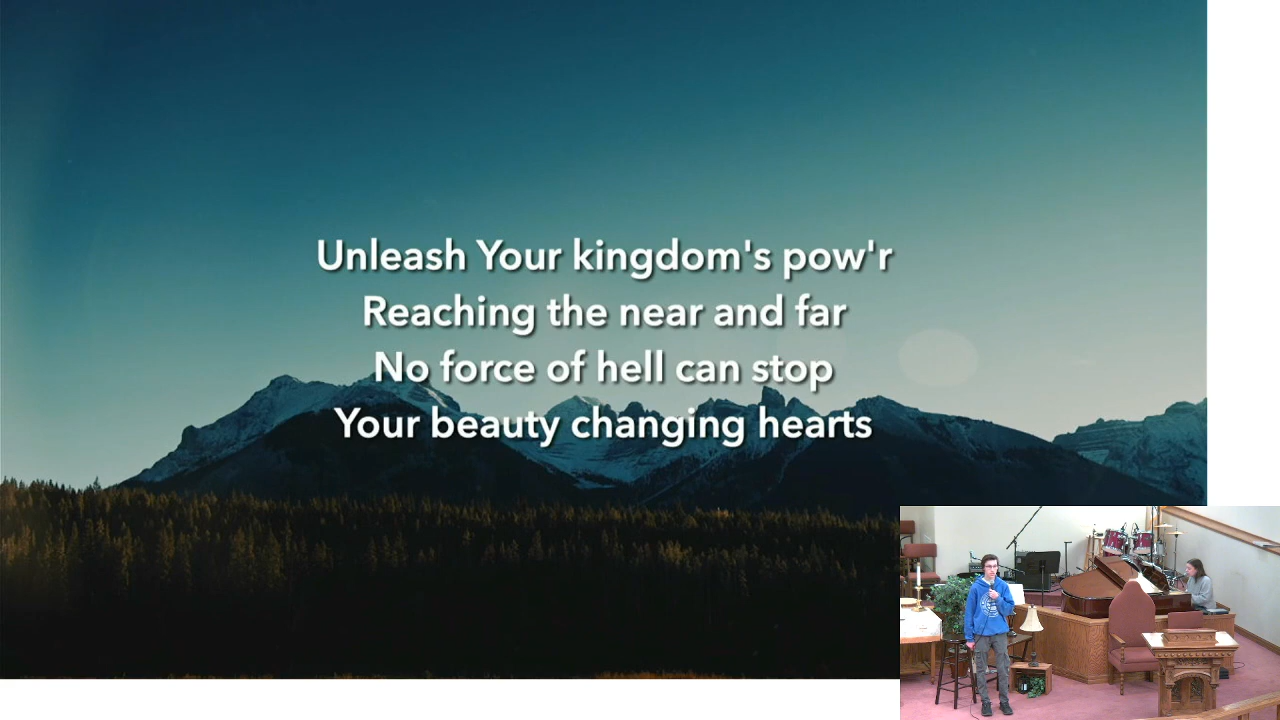 Unleash Your kingdom's pow'r
Reaching the near and far
No force of hell can stop
Your beauty changing hearts